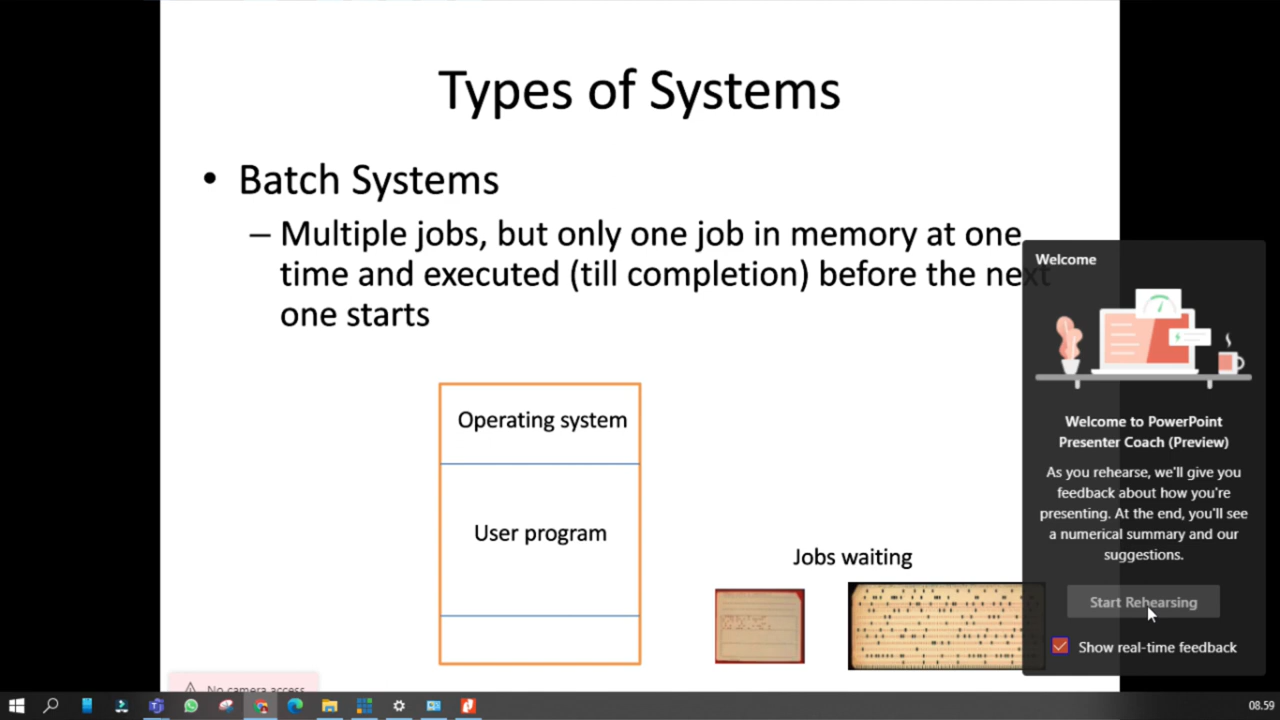 Types of Systems
• Batch Systems
– Multiple jobs, but only one job in memory at one
time and executed (till completion) before the next
one starts
Operating system
User program
Jobs waiting
Welcome
Welcome to PowerPoint
Presenter Coach (Preview)
As you rehearse, we'll give you
feedback about how you're
presenting. At the end, you'll see
a numerical summary and our
suggestions.
Start Rehearsing
Show real-time feedback
No camera access
08.59